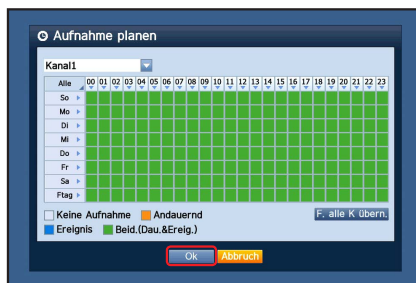 Aufnahme planen
Kanal1
Alle 00 01 02 03 04 05 06 07 08 09 10 11 12 13 14 15 16 17 18 19 20 21 22 23
So
Mo
Di
Mi
Do
Fr
Sa
Ftag
Keine Aufnahme Andauernd F. alle K übern.
Ereignis Beid.(Dau.&Ereig.)
Ok Abbruch